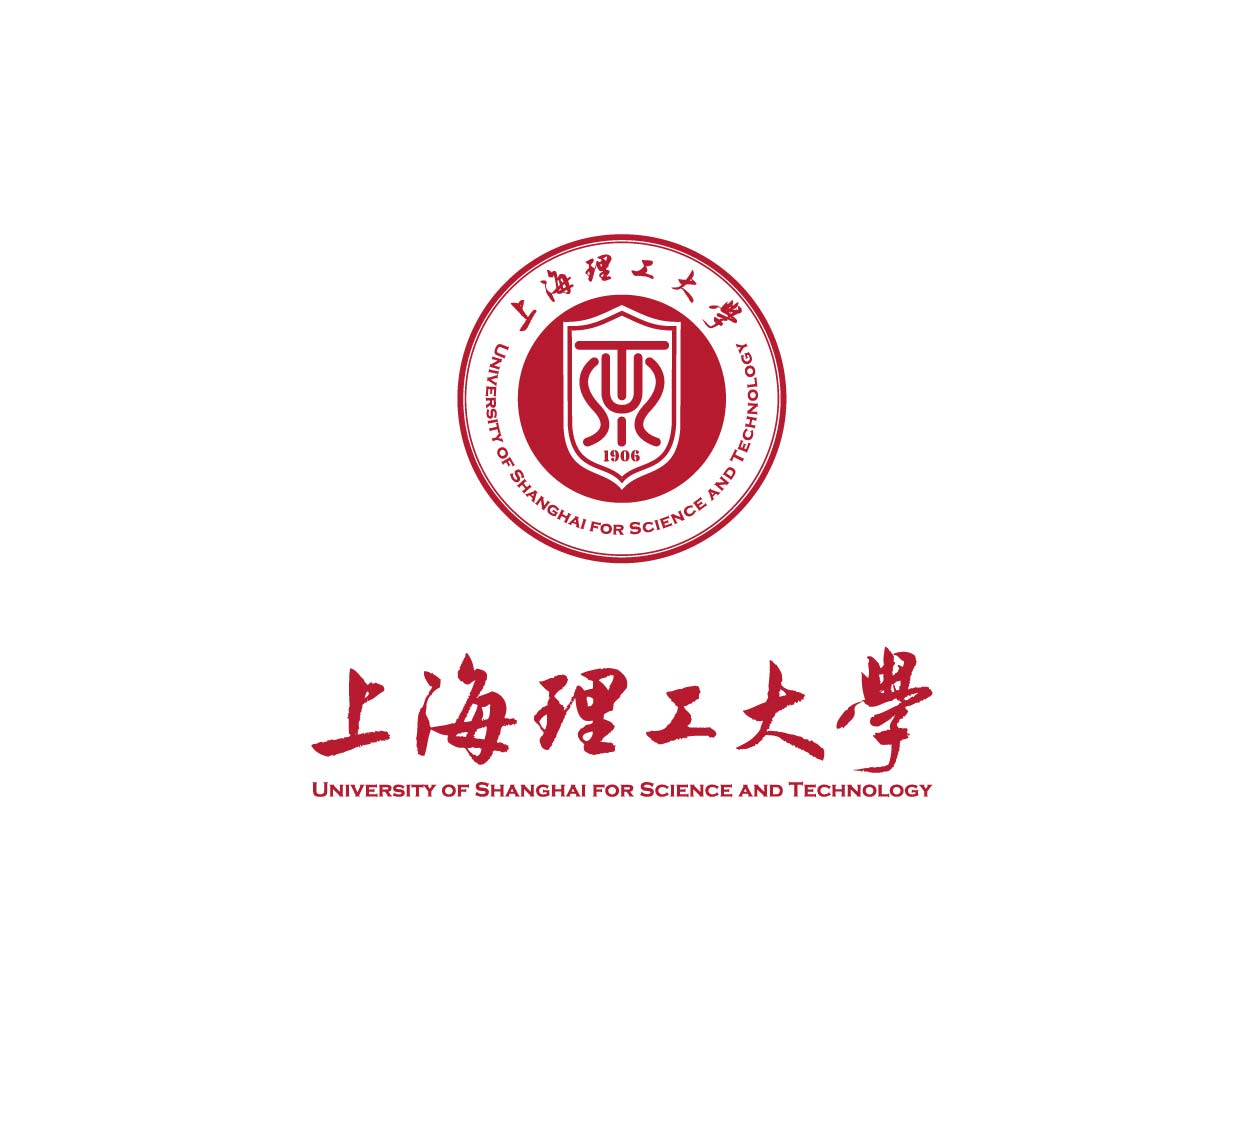 上海理工大學
UNIVERSITY OF SHANGHAI FOR SCIENCE AND TECHNOLOGY
TUSI
1906
上海理工大學
UNIVERSITY OF SHANGHAI FOR SCIENCE AND TECHNOLOGY